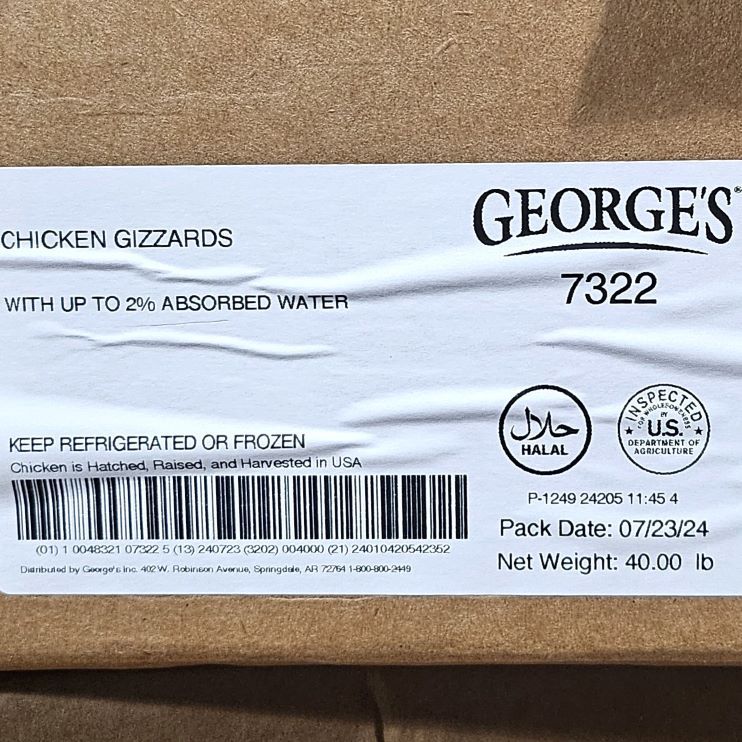 GEORGE'S®
CHICKEN GIZZARDS
7322
WITH UP TO 2% ABSORBED WATER
حلال
HALAL
INSPECTED
FOR WHOLESOMENESS
BY
U.S.
DEPARTMENT OF
AGRICULTURE
KEEP REFRIGERATED OR FROZEN
Chicken is Hatched, Raised, and Harvested in USA
P-1249 24205 11:45 4
Pack Date: 07/23/24
(01) 1 0048321 07322 5 (13) 240723 (3202) 004000 (21) 24010420542352
Net Weight: 40.00 lb
Distributed by George's Inc. 402 W. Robinson Avenue, Springdale, AR 72764 1-800-800-2449